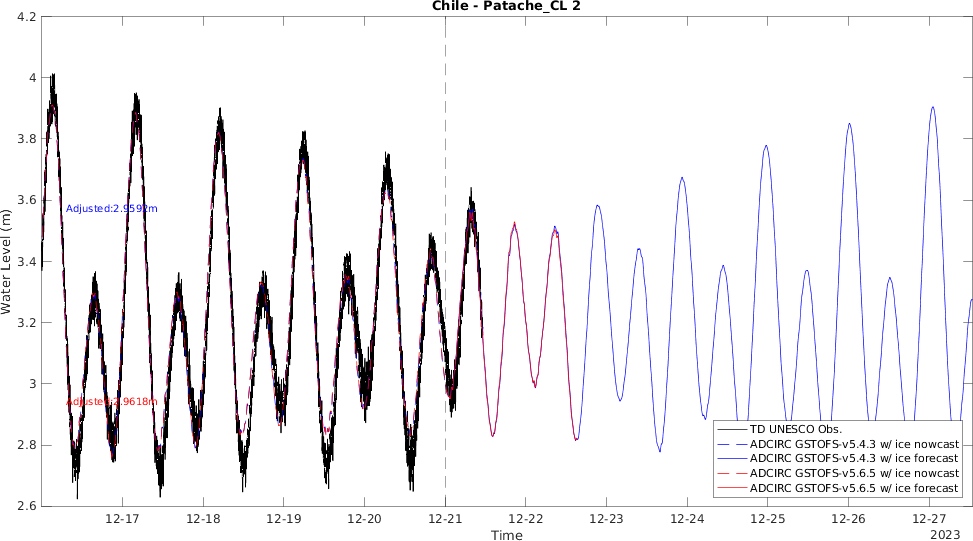 Chile - Patache_CL 2
4.2
4
3.8
3.6
3.4
3.2
3
2.8
2.6
Water Level (m)
Adjusted:2.9592m
Adjusted:2.9618m
TD UNESCO Obs.
ADCIRC GSTOFS-v5.4.3 w/ ice nowcast
ADCIRC GSTOFS-v5.4.3 w/ ice forecast
ADCIRC GSTOFS-v5.6.5 w/ ice nowcast
ADCIRC GSTOFS-v5.6.5 w/ ice forecast
12-17 12-18 12-19 12-20 12-21 12-22 12-23 12-24 12-25 12-26 12-27
2023
Time